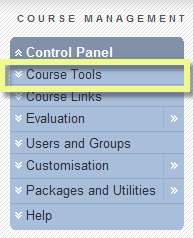 COURSE MANAGEMENT
Control Panel
Course Tools
Course Links
Evaluation
Users and Groups
Customisation
Packages and Utilities
Help